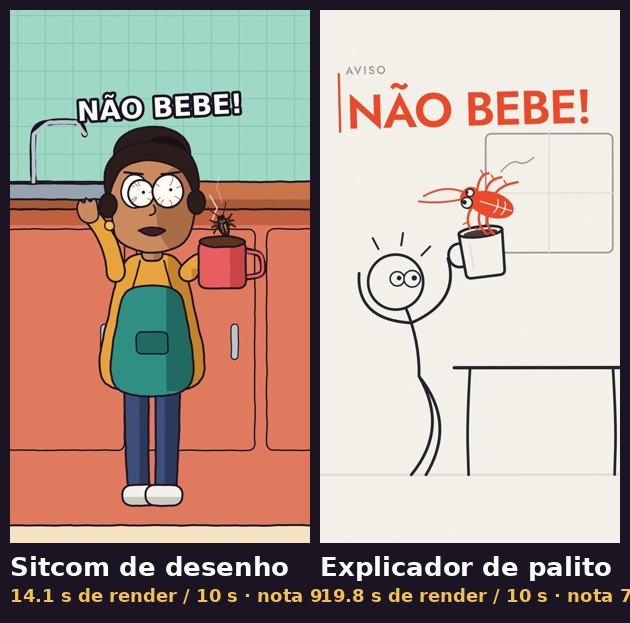 NÃO BEBE!
AVISO
NÃO BEBE!
Sitcom de desenho
Explicador de palito
14.1 s de render / 10 s · nota 9
19.8 s de render / 10 s · nota 7